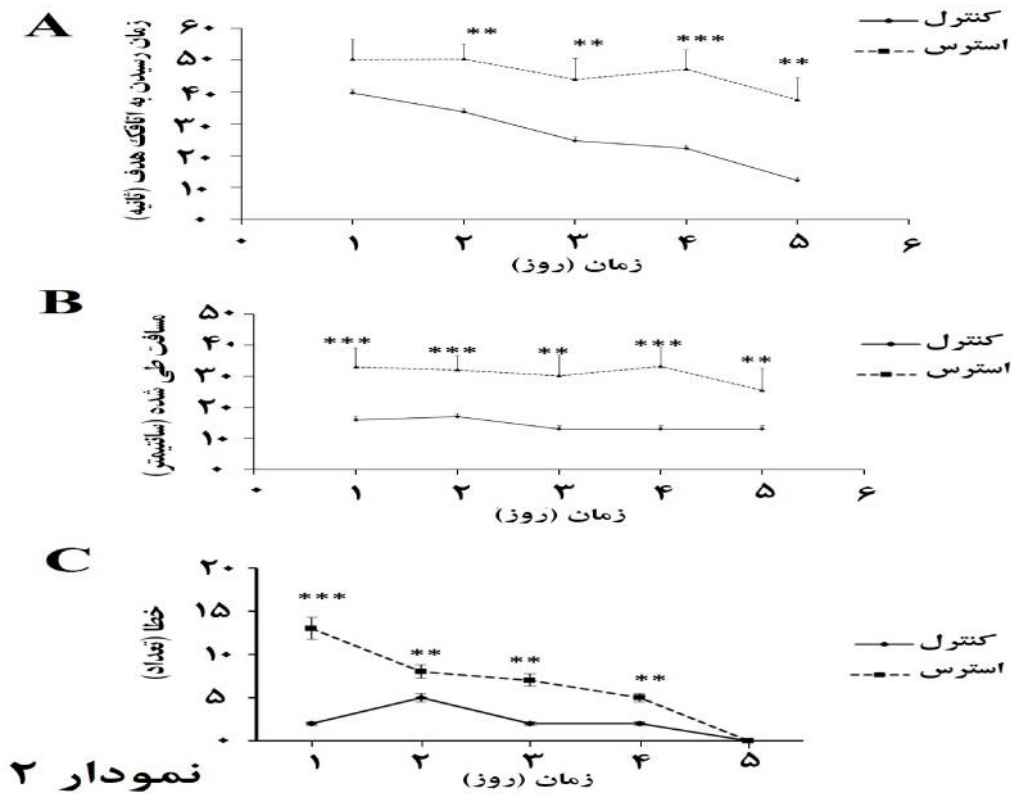 A
زمان رسیدن به اتاقک هدف (ثانیه)
۶۰
۵۰
۴۰
۳۰
۲۰
۱۰
۰
** ** *** **
کنترل
استرس
۰ ۱ ۲ ۳ ۴ ۵ ۶
زمان (روز)
B
مسافت طی شده (سانتیمتر)
۵۰
۴۰
۳۰
۲۰
۱۰
۰
*** *** ** *** **
کنترل
استرس
۰ ۱ ۲ ۳ ۴ ۵ ۶
زمان (روز)
C
خطا (تعداد)
۲۰
۱۵
۱۰
۵
۰
*** ** ** **
کنترل
استرس
۱ ۲ ۳ ۴ ۵
زمان (روز)
نمودار ۲